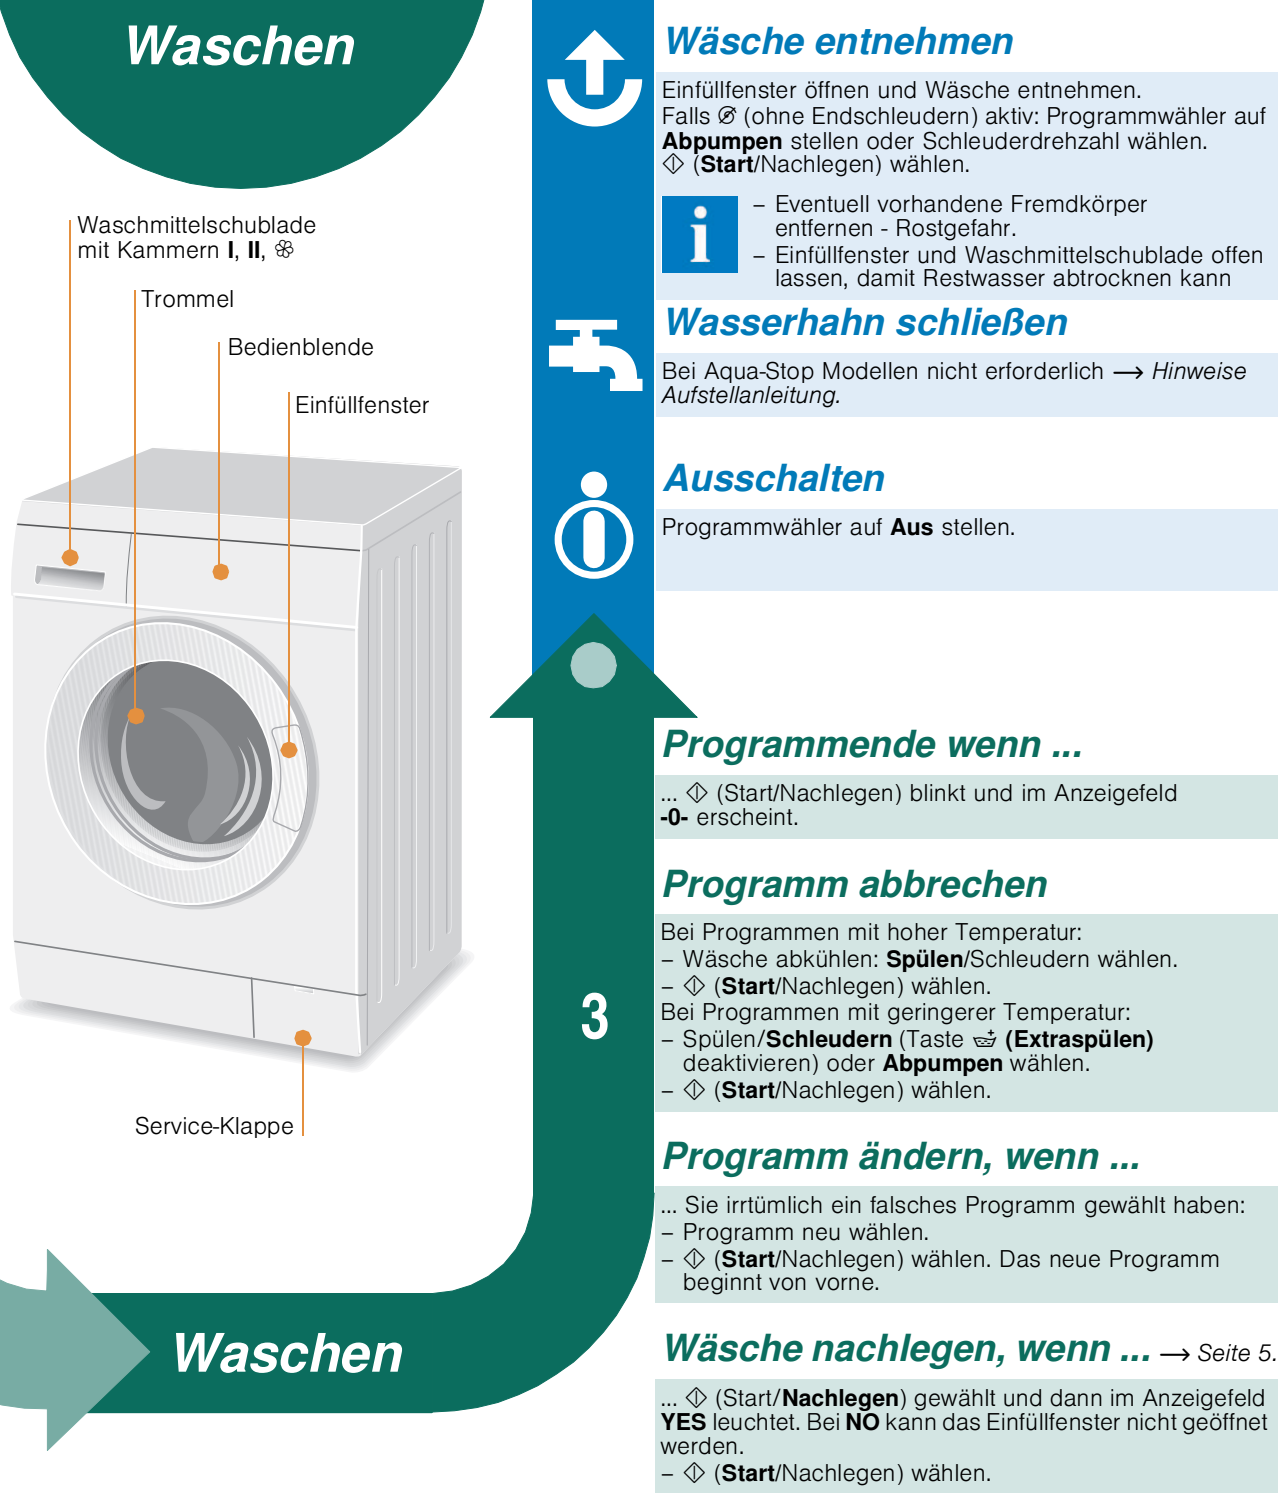 Waschen
Waschmittelschublade
mit Kammern I, II, ❀
Trommel
Bedienblende
Einfüllfenster
Service-Klappe
Waschen
3
Wäsche entnehmen
Einfüllfenster öffnen und Wäsche entnehmen.
Falls (ohne Endschleudern) aktiv: Programmwähler auf
Abpumpen stellen oder Schleuderdrehzahl wählen.
(Start/Nachlegen) wählen.
i
– Eventuell vorhandene Fremdkörper
entfernen - Rostgefahr.
– Einfüllfenster und Waschmittelschublade offen
lassen, damit Restwasser abtrocknen kann
Wasserhahn schließen
Bei Aqua-Stop Modellen nicht erforderlich ⟶ Hinweise
Aufstellanleitung.
Ausschalten
Programmwähler auf Aus stellen.
Programmende wenn ...
... (Start/Nachlegen) blinkt und im Anzeigefeld
-0- erscheint.
Programm abbrechen
Bei Programmen mit hoher Temperatur:
– Wäsche abkühlen: Spülen/Schleudern wählen.
– (Start/Nachlegen) wählen.
Bei Programmen mit geringerer Temperatur:
– Spülen/Schleudern (Taste (Extraspülen)
deaktivieren) oder Abpumpen wählen.
– (Start/Nachlegen) wählen.
Programm ändern, wenn ...
... Sie irrtümlich ein falsches Programm gewählt haben:
– Programm neu wählen.
– (Start/Nachlegen) wählen. Das neue Programm
beginnt von vorne.
Wäsche nachlegen, wenn ... ⟶ Seite 5.
... (Start/Nachlegen) gewählt und dann im Anzeigefeld
YES leuchtet. Bei NO kann das Einfüllfenster nicht geöffnet
werden.
– (Start/Nachlegen) wählen.